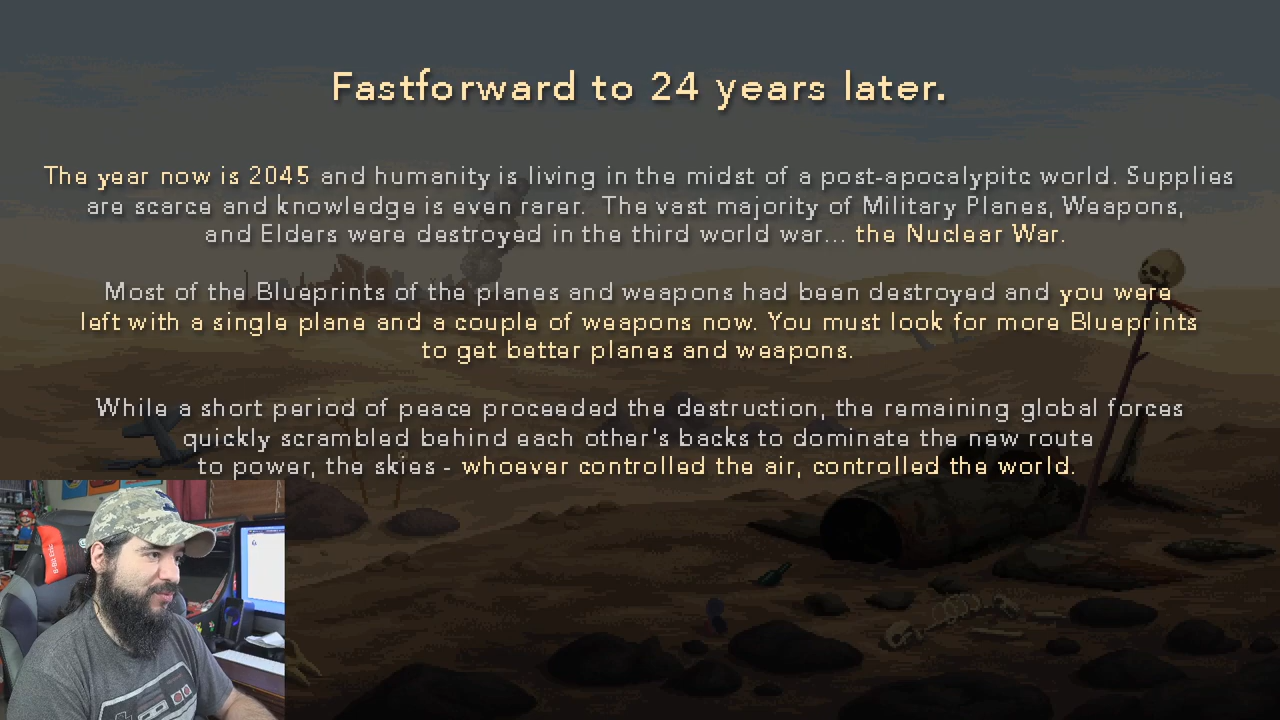 Fastforward to 24 years later.
The year now is 2045 and humanity is living in the midst of a post-apocalypitc world. Supplies
are scarce and knowledge is even rarer. The vast majority of Military Planes, Weapons,
and Elders were destroyed in the third world war... the Nuclear War.
Most of the Blueprints of the planes and weapons had been destroyed and you were
left with a single plane and a couple of weapons now. You must look for more Blueprints
to get better planes and weapons.
While a short period of peace proceeded the destruction, the remaining global forces
quickly scrambled behind each other's backs to dominate the new route
to power, the skies - whoever controlled the air, controlled the world.